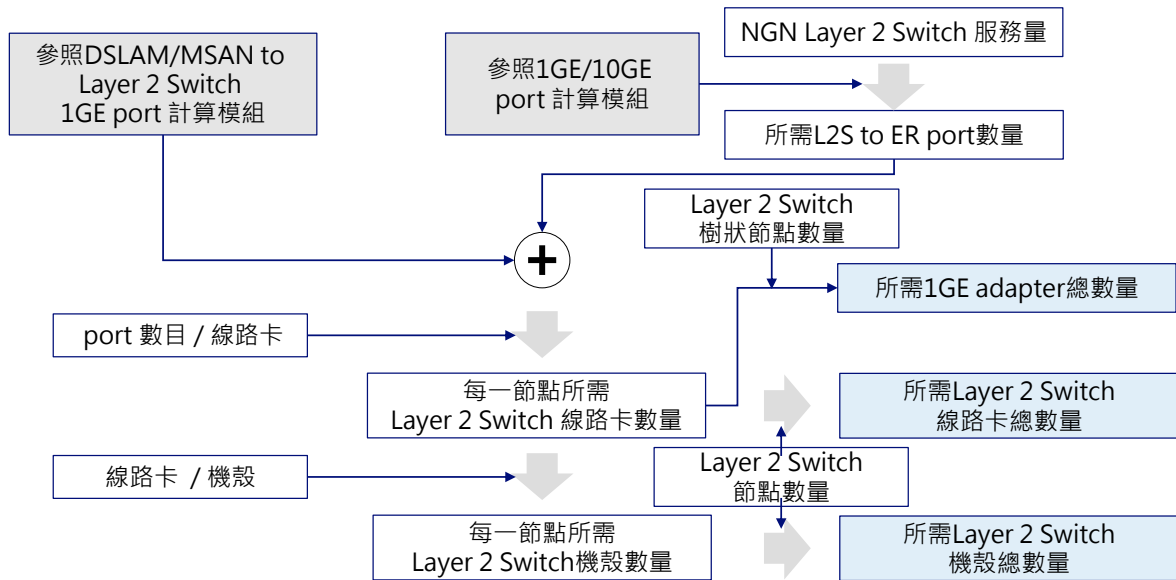 NGN Layer 2 Switch 服務量
參照DSLAM/MSAN to
Layer 2 Switch
1GE port 計算模組
參照1GE/10GE
port 計算模組
所需L2S to ER port數量
Layer 2 Switch
樹狀節點數量
+
所需1GE adapter總數量
port 數目 / 線路卡
每一節點所需
Layer 2 Switch 線路卡數量
所需Layer 2 Switch
線路卡總數量
線路卡 / 機殼
Layer 2 Switch
節點數量
每一節點所需
Layer 2 Switch機殼數量
所需Layer 2 Switch
機殼總數量